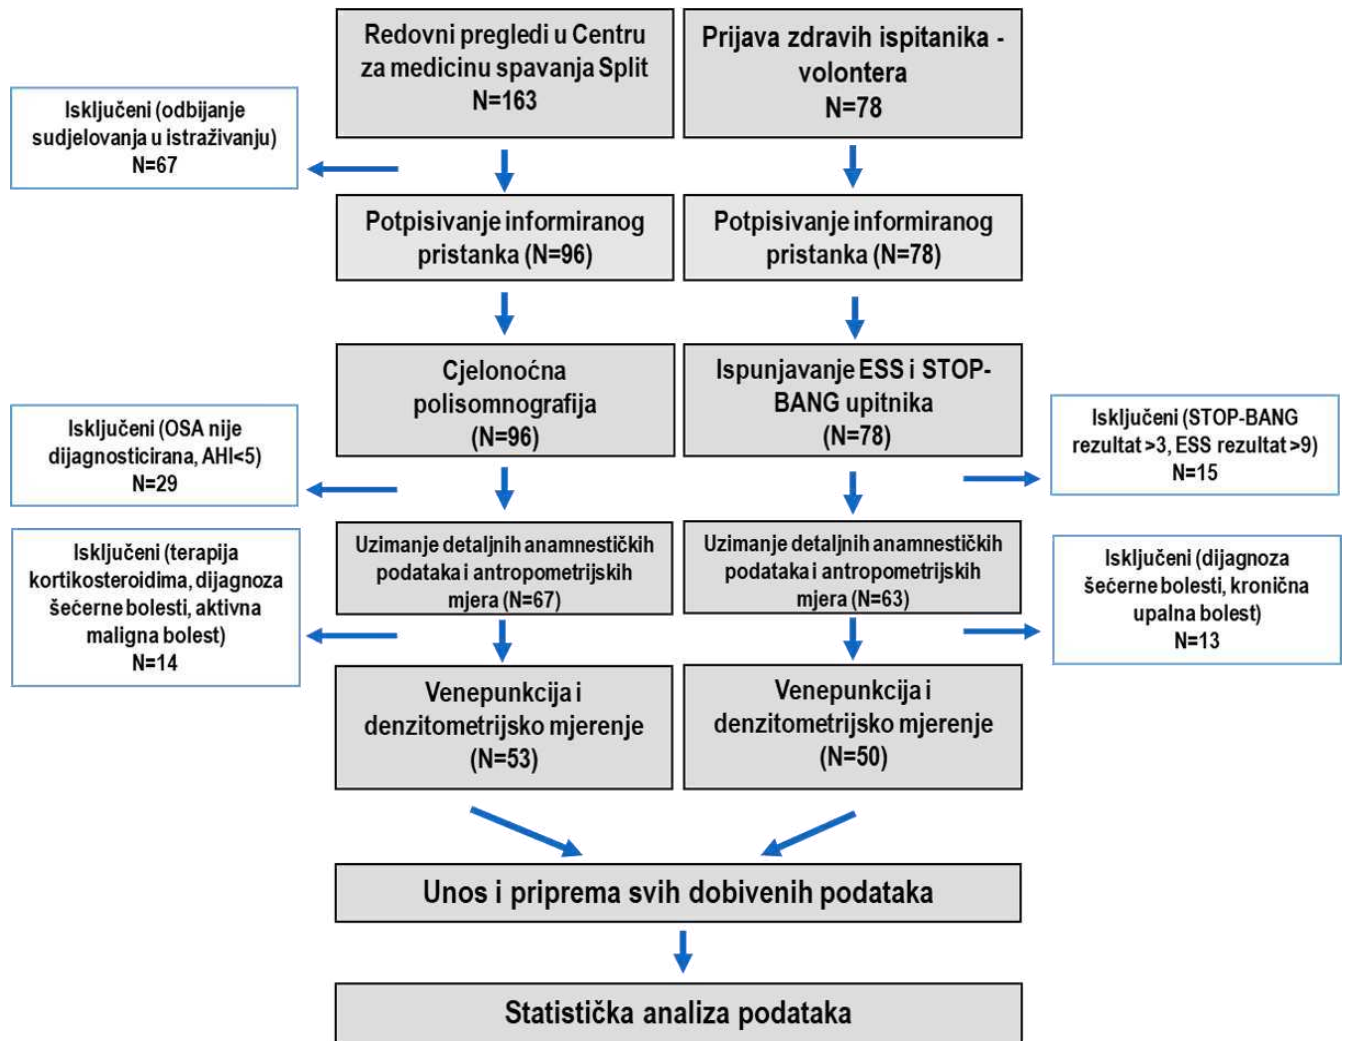 Redovni pregledi u Centru
za medicinu spavanja Split
N=163
Prijava zdravih ispitanika -
volontera
N=78
Isključeni (odbijanje
sudjelovanja u istraživanju)
N=67
Potpisivanje informiranog
pristanka (N=96)
Potpisivanje informiranog
pristanka (N=78)
Cjelonoćna
polisomnografija
(N=96)
Ispunjavanje ESS i STOP-
BANG upitnika
(N=78)
Isključeni (OSA nije
dijagnosticirana, AHI<5)
N=29
Isključeni (STOP-BANG
rezultat >3, ESS rezultat >9)
N=15
Uzimanje detaljnih anamnestičkih
podataka i antropometrijskih
mjera (N=67)
Uzimanje detaljnih anamnestičkih
podataka i antropometrijskih
mjera (N=63)
Isključeni (terapija
kortikosteroidima, dijagnoza
šećerne bolesti, aktivna
maligna bolest)
N=14
Isključeni (dijagnoza
šećerne bolesti, kronična
upalna bolest)
N=13
Venepunkcija i
denzitometrijsko mjerenje
(N=53)
Venepunkcija i
denzitometrijsko mjerenje
(N=50)
Unos i priprema svih dobivenih podataka
Statistička analiza podataka